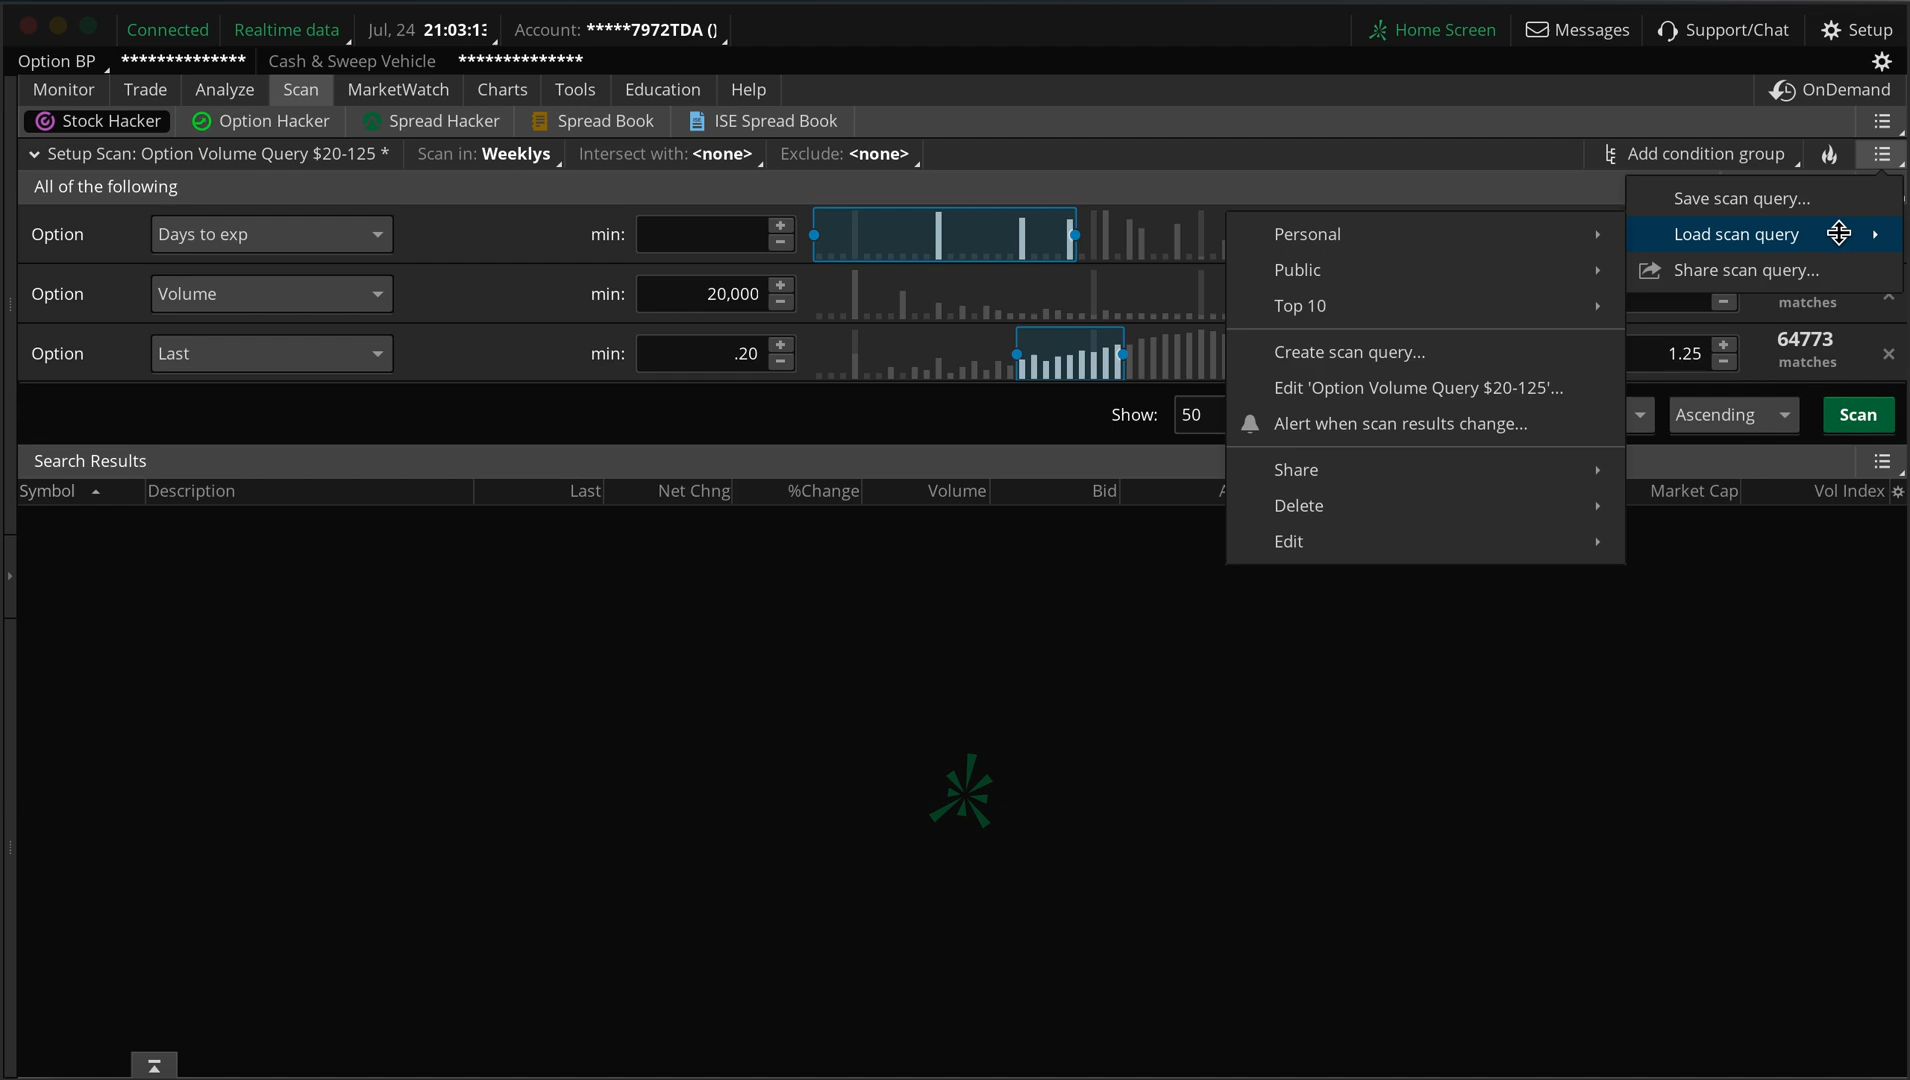 Connected Realtime data Jul, 24 21:03:13 Account: *****7972TDA () Home Screen Messages Support/Chat Setup
Option BP ************** Cash & Sweep Vehicle **************
Monitor Trade Analyze Scan MarketWatch Charts Tools Education Help OnDemand
Stock Hacker Option Hacker Spread Hacker Spread Book ISE Spread Book
Setup Scan: Option Volume Query $20-125 * Scan in: Weeklys Intersect with: <none> Exclude: <none> Add condition group
All of the following
Save scan query...
Option Days to exp min: Personal Load scan query
Public Share scan query...
Option Volume min: 20,000 Top 10 matches
Option Last min: .20 Create scan query... 1.25 64773 matches
Edit 'Option Volume Query $20-125'...
Show: 50 Alert when scan results change... Ascending Scan
Search Results Share
Symbol Description Last Net Chng %Change Volume Bid Market Cap Vol Index
Delete
Edit